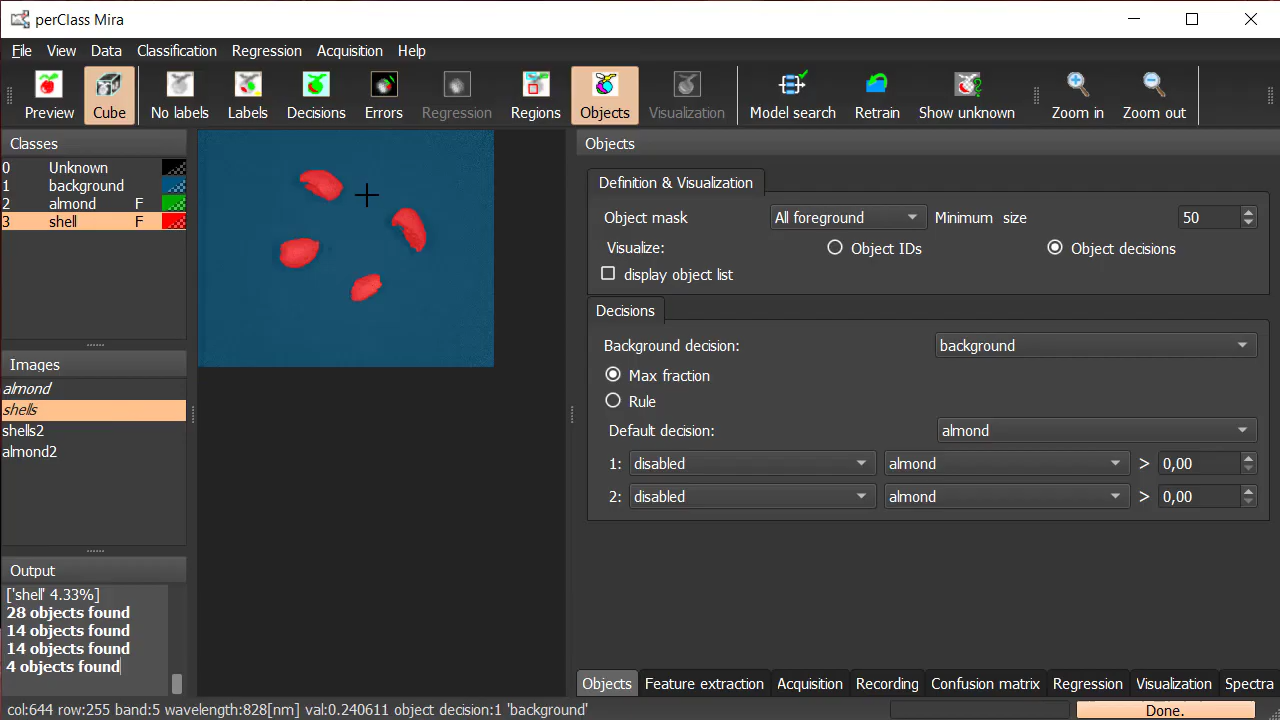 perClass Mira
File View Data Classification Regression Acquisition Help
Preview Cube No labels Labels Decisions Errors Regression Regions Objects Visualization Model search Retrain Show unknown Zoom in Zoom out
Classes
0 Unknown
1 background
2 almond F
3 shell F
Images
almond
shells
shells2
almond2
Output
['shell' 4.33%]
28 objects found
14 objects found
14 objects found
4 objects found
Objects
Definition & Visualization
Object mask All foreground Minimum size 50
Visualize: Object IDs Object decisions
display object list
Decisions
Background decision: background
Max fraction
Rule
Default decision: almond
1: disabled almond > 0,00
2: disabled almond > 0,00
Objects Feature extraction Acquisition Recording Confusion matrix Regression Visualization Spectra
col:644 row:255 band:5 wavelength:828[nm] val:0.240611 object decision:1 'background' Done.